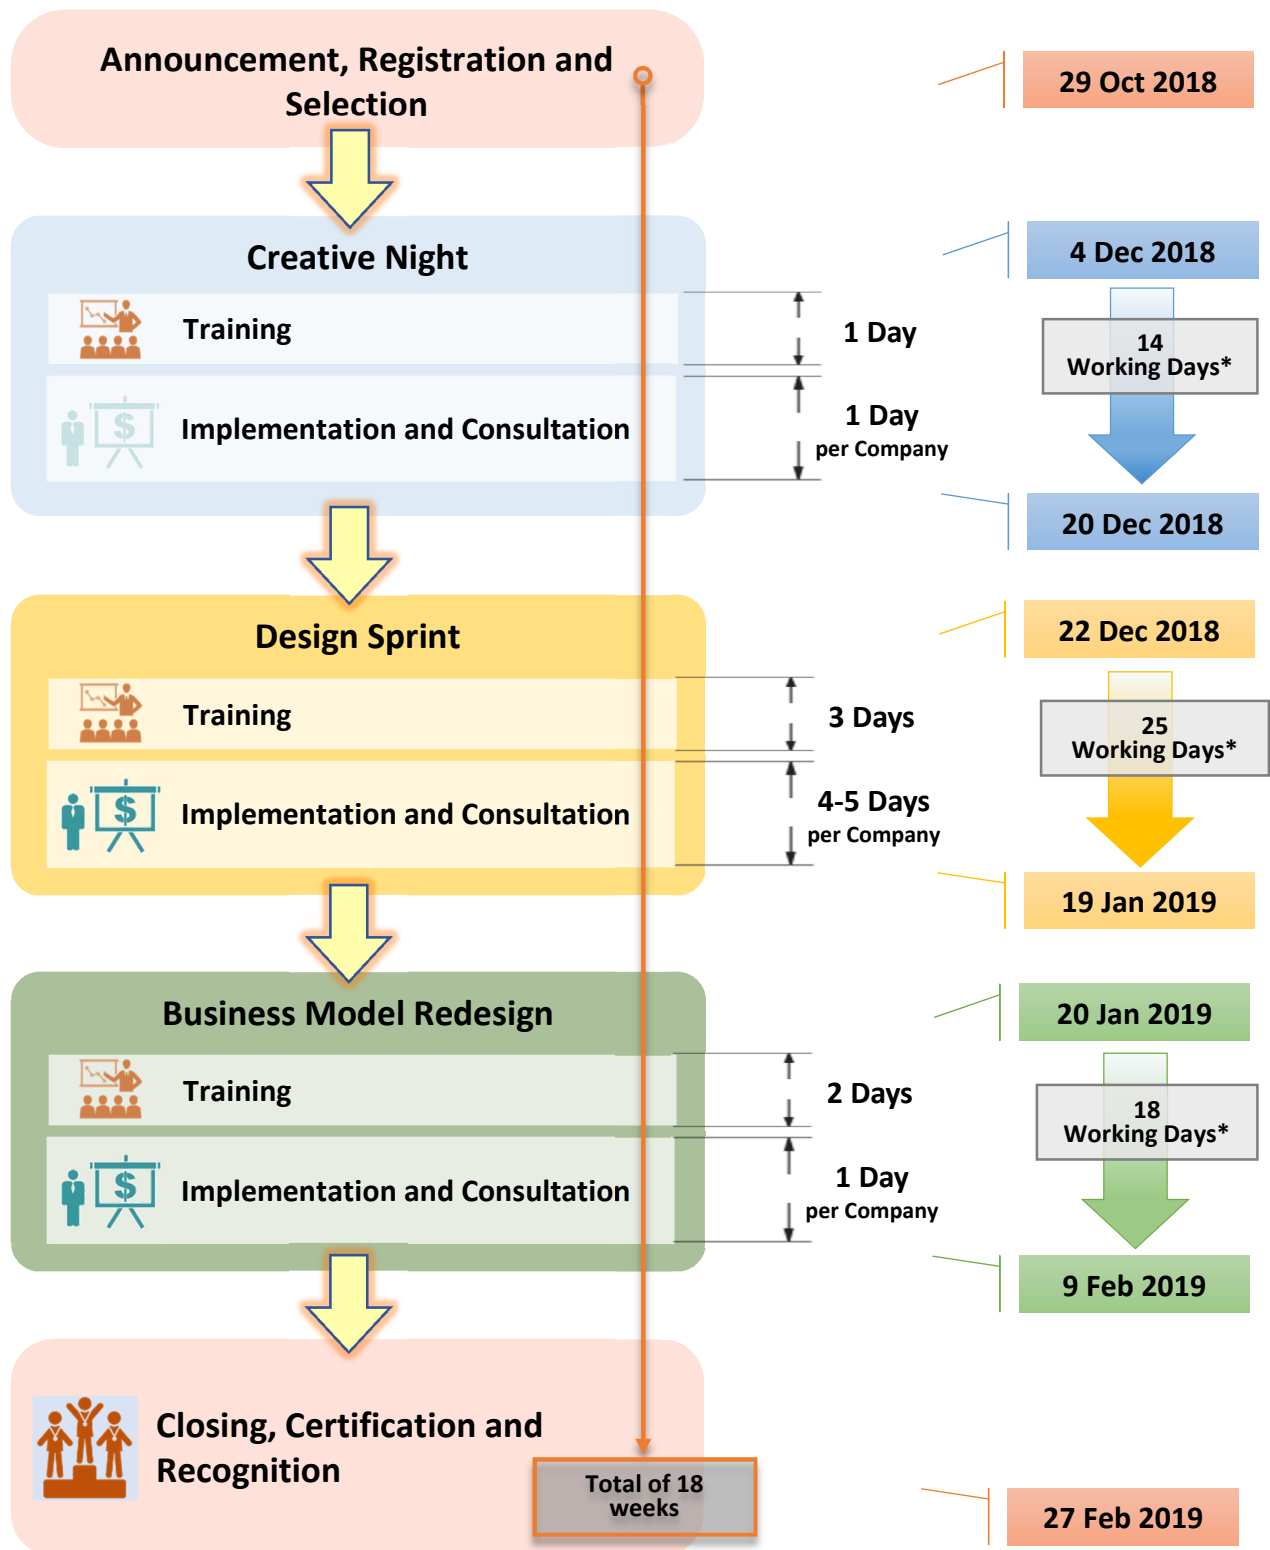 Announcement, Registration and
Selection
29 Oct 2018
Creative Night
4 Dec 2018
Training
1 Day
14
Working Days*
Implementation and Consultation
1 Day
per Company
20 Dec 2018
Design Sprint
22 Dec 2018
Training
3 Days
25
Working Days*
Implementation and Consultation
4-5 Days
per Company
19 Jan 2019
Business Model Redesign
20 Jan 2019
Training
2 Days
18
Working Days*
Implementation and Consultation
1 Day
per Company
9 Feb 2019
Closing, Certification and
Recognition
Total of 18
weeks
27 Feb 2019